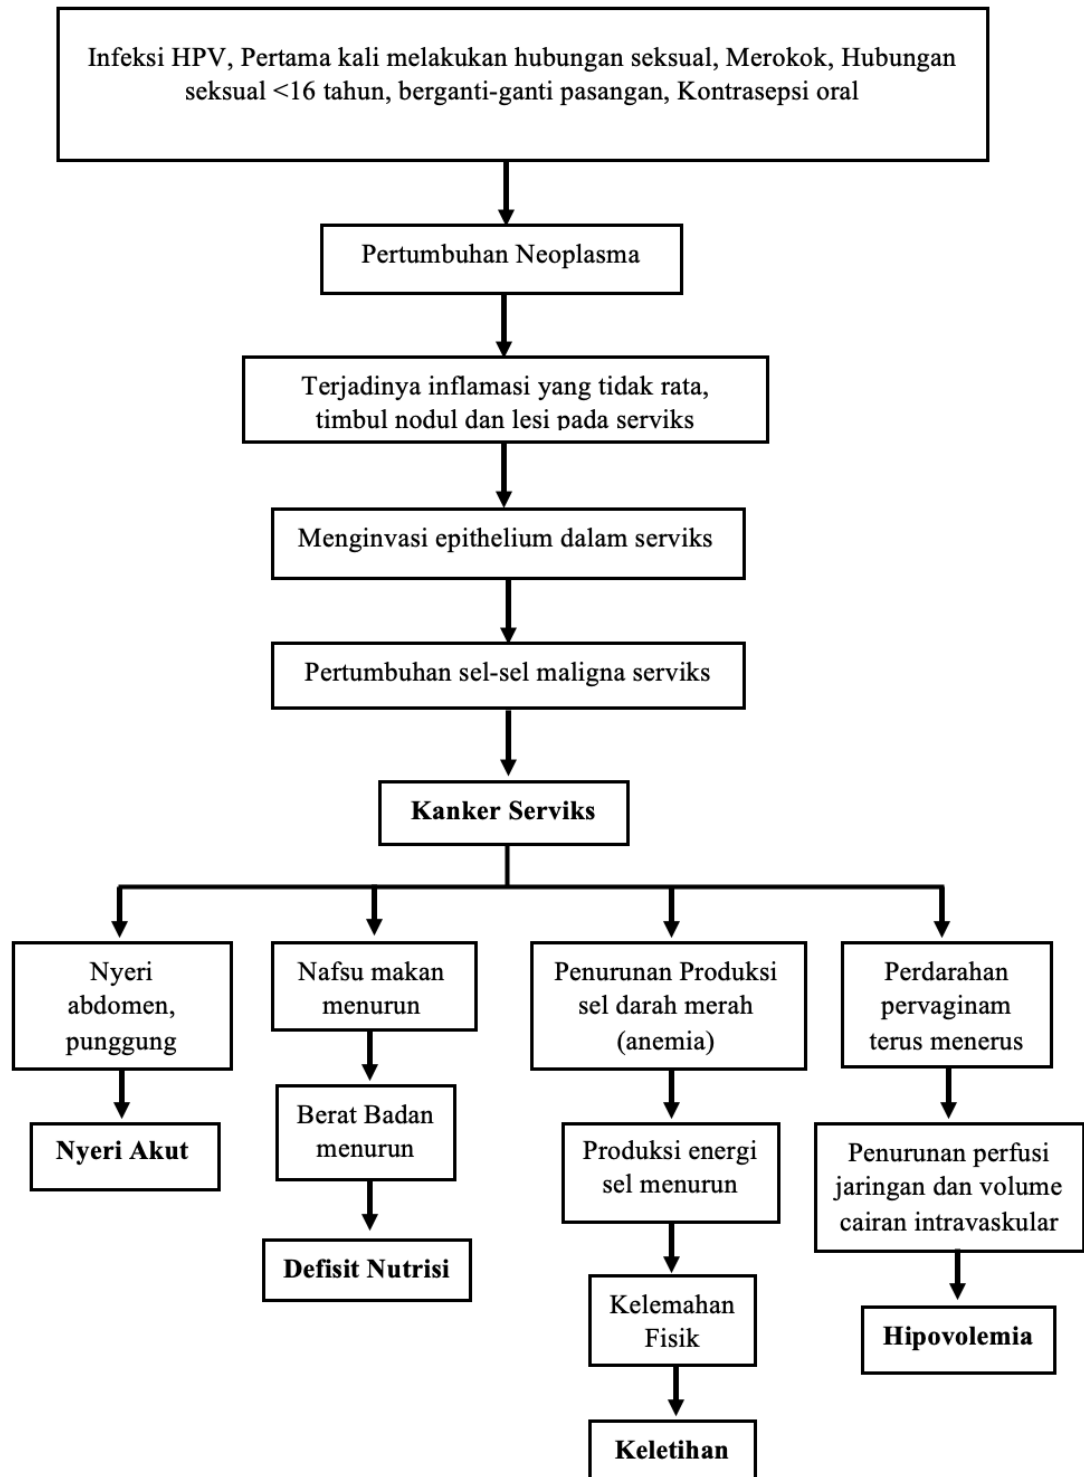 Infeksi HPV, Pertama kali melakukan hubungan seksual, Merokok, Hubungan
seksual <16 tahun, berganti-ganti pasangan, Kontrasepsi oral
Pertumbuhan Neoplasma
Terjadinya inflamasi yang tidak rata,
timbul nodul dan lesi pada serviks
Menginvasi epithelium dalam serviks
Pertumbuhan sel-sel maligna serviks
Kanker Serviks
Nyeri
abdomen,
punggung
Nyeri Akut
Nafsu makan
menurun
Berat Badan
menurun
Defisit Nutrisi
Penurunan Produksi
sel darah merah
(anemia)
Produksi energi
sel menurun
Kelemahan
Fisik
Keletihan
Perdarahan
pervaginam
terus menerus
Penurunan perfusi
jaringan dan volume
cairan intravaskular
Hipovolemia